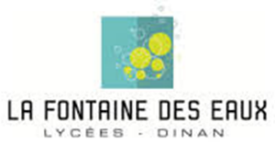 LA FONTAINE DES EAUX
LYCÉES - DINAN